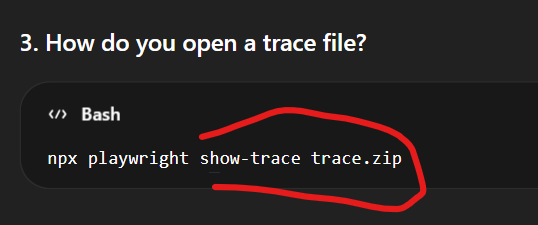 3. How do you open a trace file?
</> Bash
npx playwright show-trace trace.zip